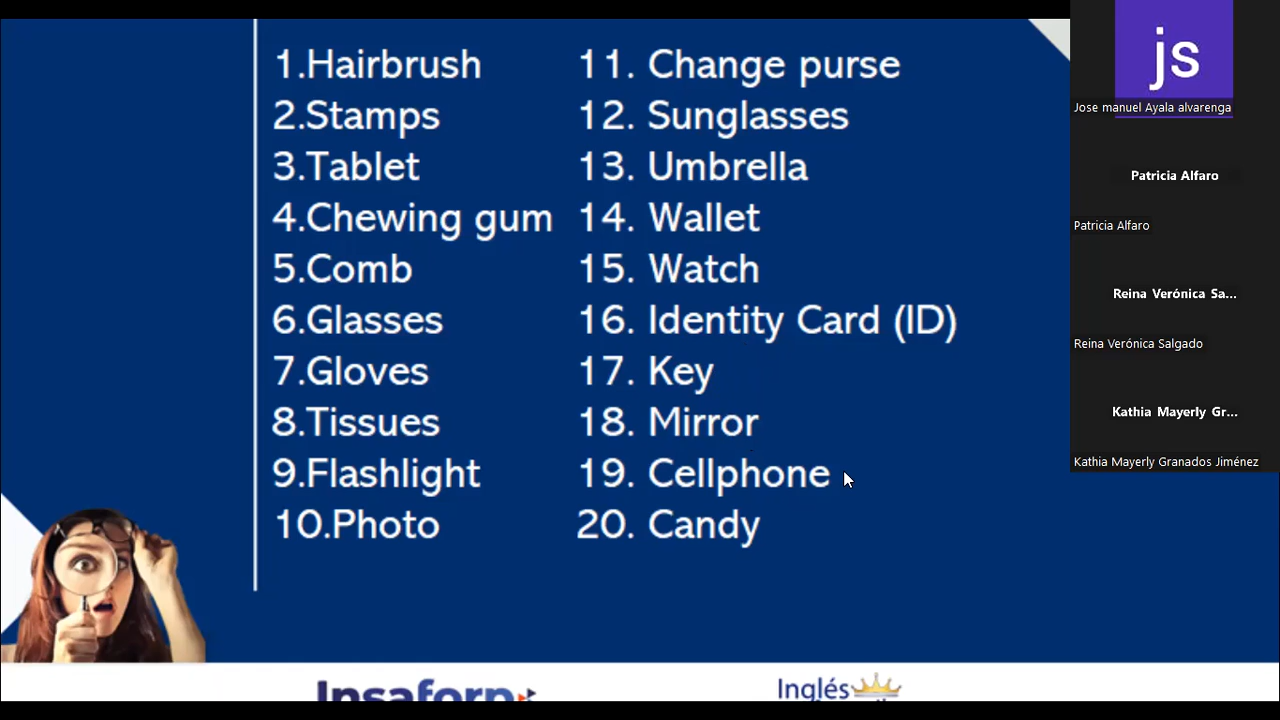 1.Hairbrush
2.Stamps
3.Tablet
4.Chewing gum
5.Comb
6.Glasses
7.Gloves
8.Tissues
9.Flashlight
10.Photo
11. Change purse
12. Sunglasses
13. Umbrella
14. Wallet
15. Watch
16. Identity Card (ID)
17. Key
18. Mirror
19. Cellphone
20. Candy
Insaforp
Inglés
js
Jose manuel Ayala alvarenga
Patricia Alfaro
Patricia Alfaro
Reina Verónica Sa...
Reina Verónica Salgado
Kathia Mayerly Gr...
Kathia Mayerly Granados Jiménez